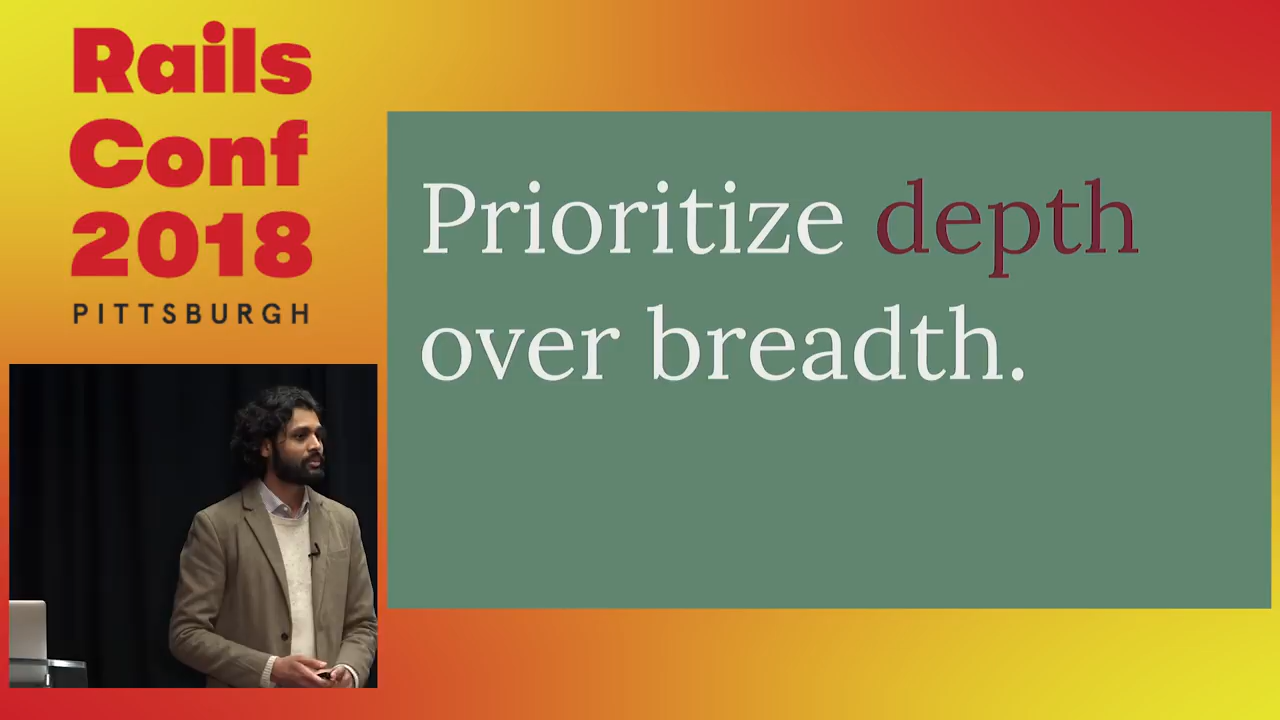 Rails
Conf
2018
PITTSBURGH
Prioritize depth
over breadth.